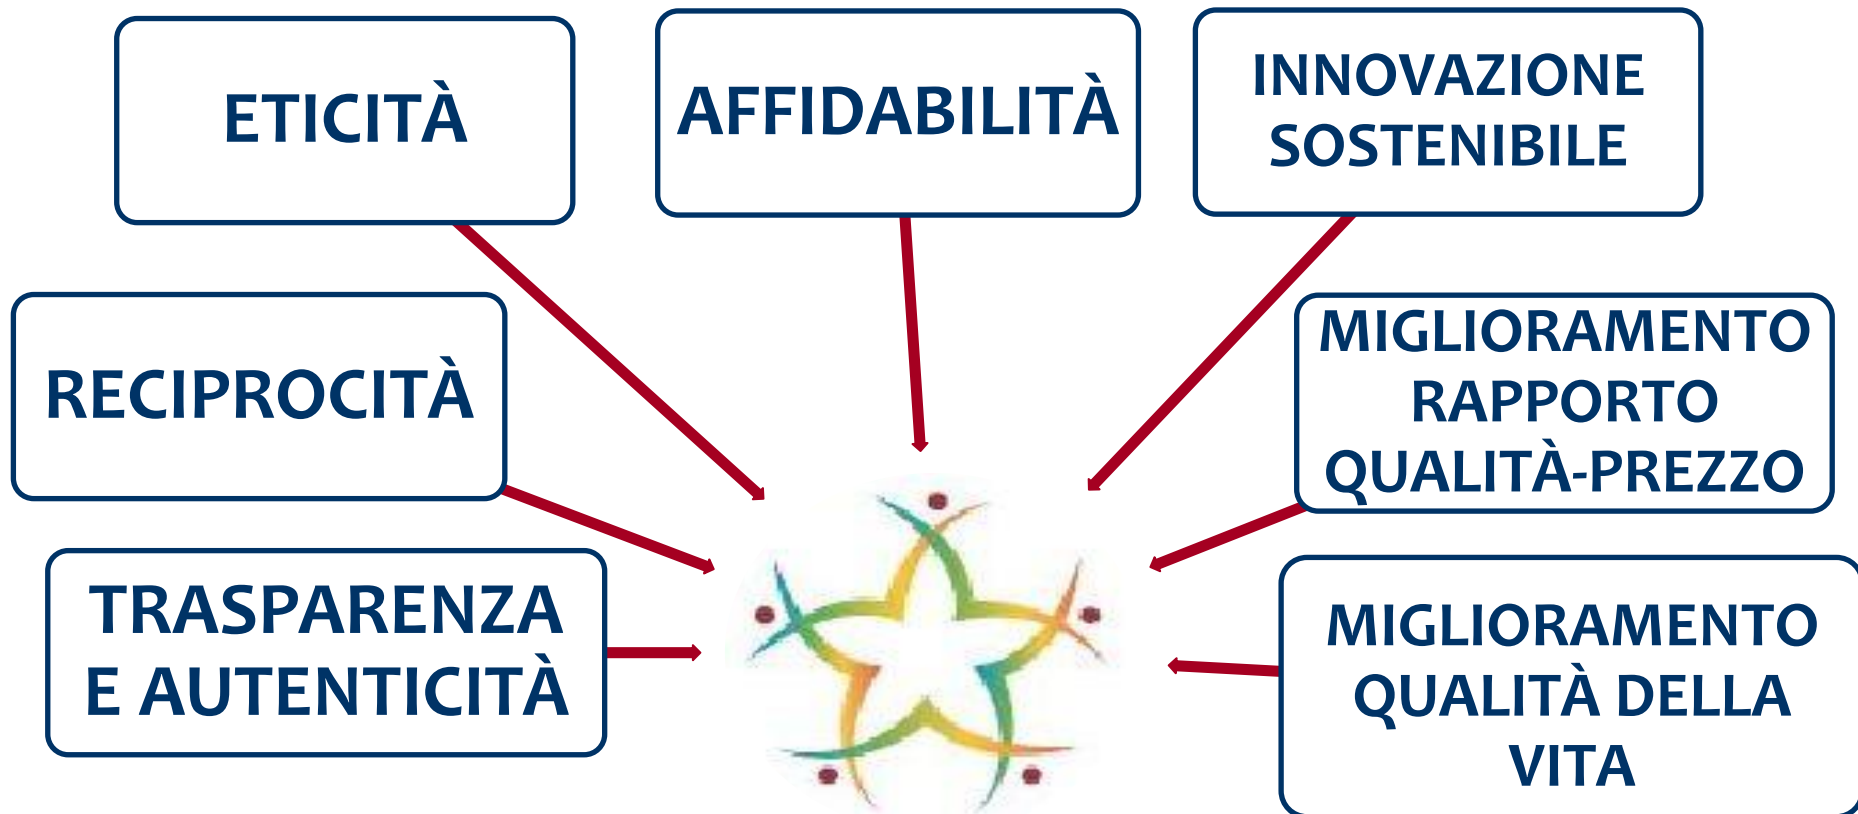 ETICITÀ
AFFIDABILITÀ
INNOVAZIONE
SOSTENIBILE
RECIPROCITÀ
MIGLIORAMENTO
RAPPORTO
QUALITÀ-PREZZO
TRASPARENZA
E AUTENTICITÀ
MIGLIORAMENTO
QUALITÀ DELLA
VITA